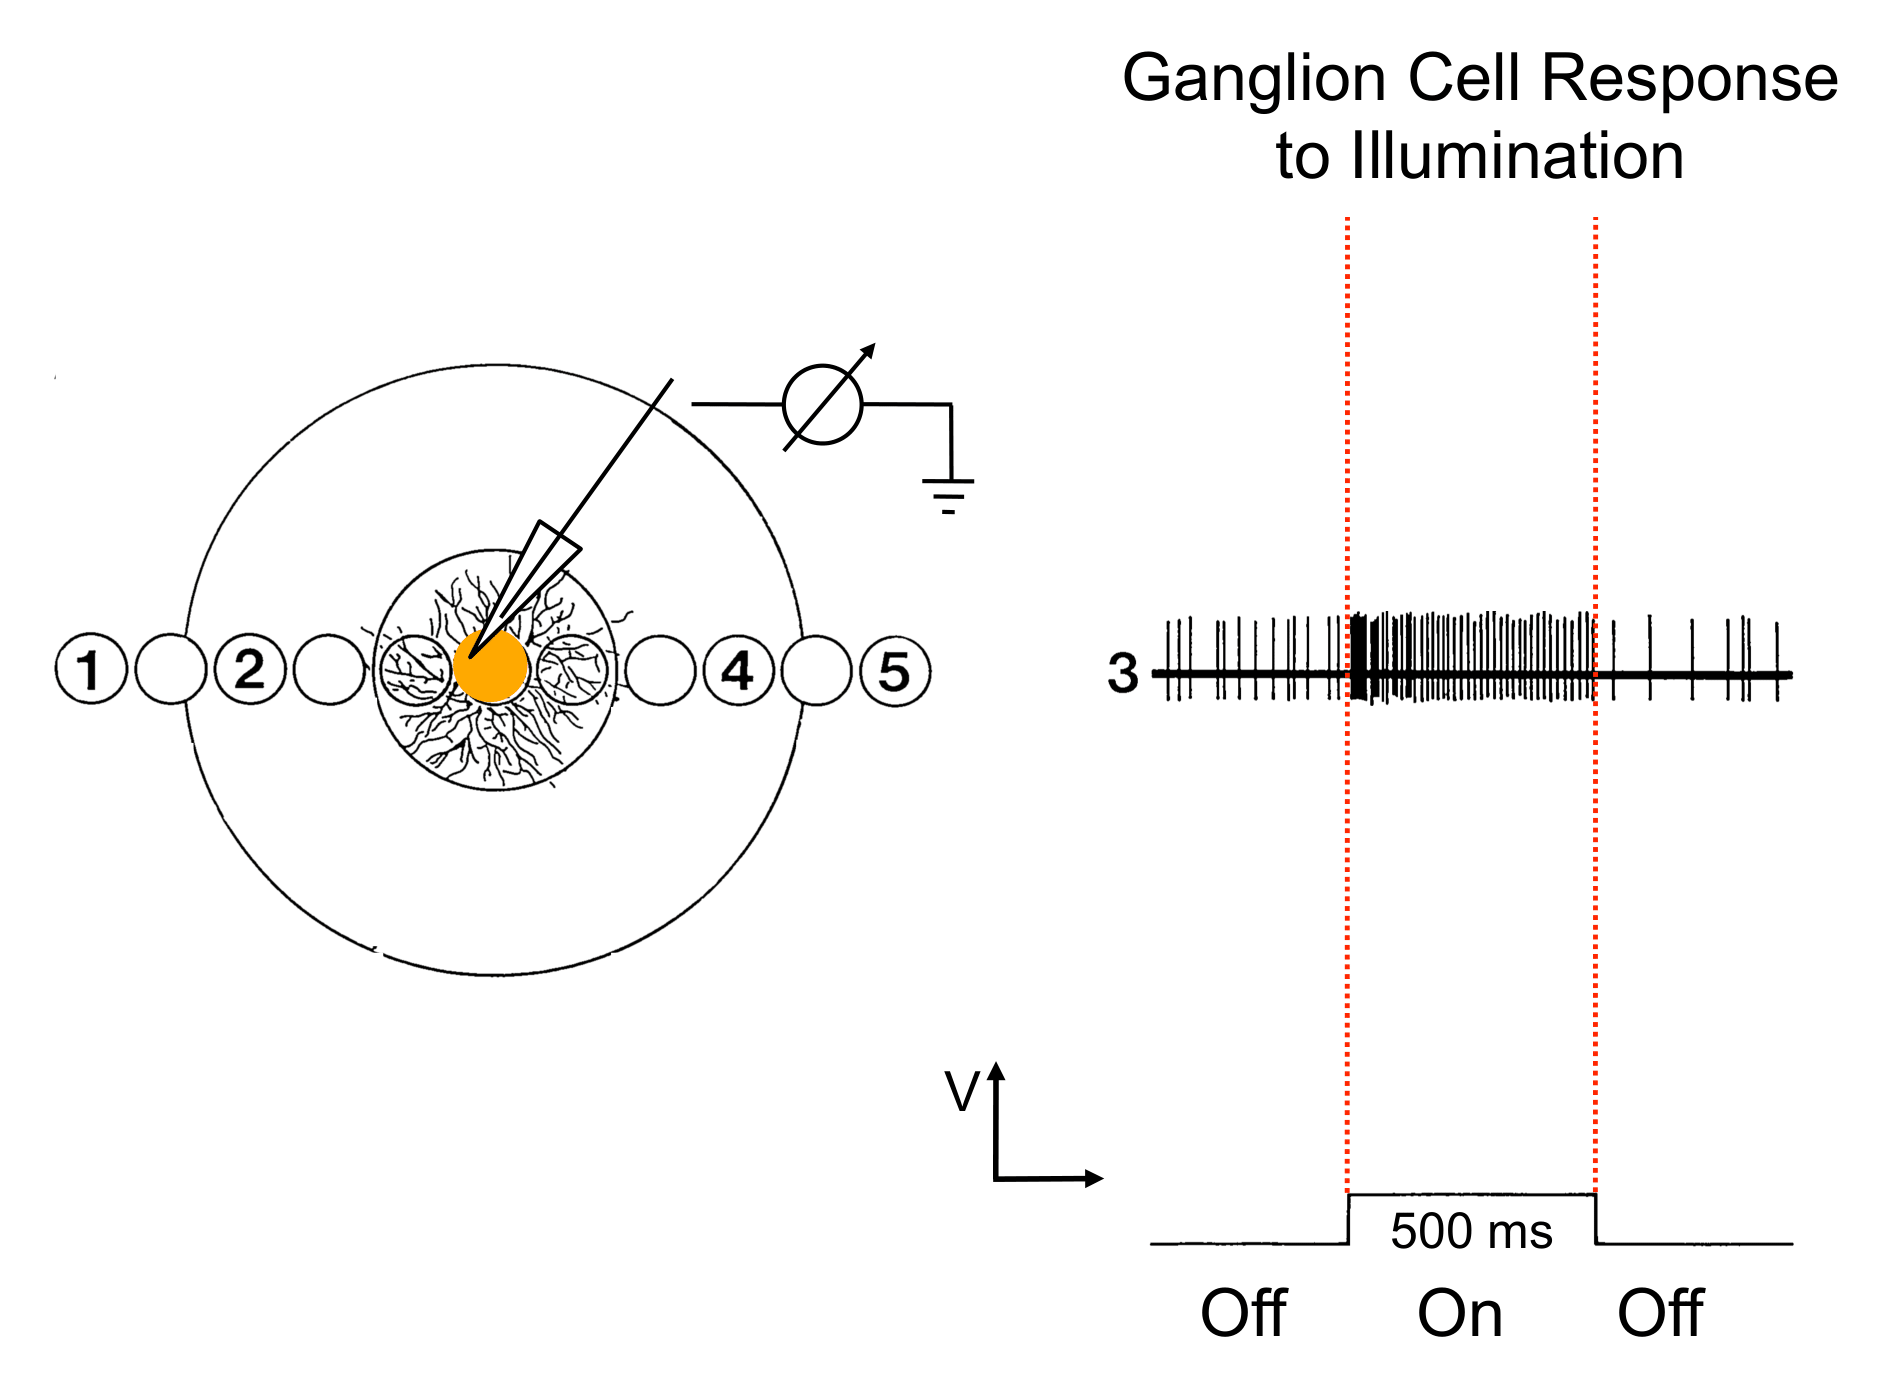 Ganglion Cell Response
to Illumination
1
2
4
5
3
V
500 ms
Off
On
Off